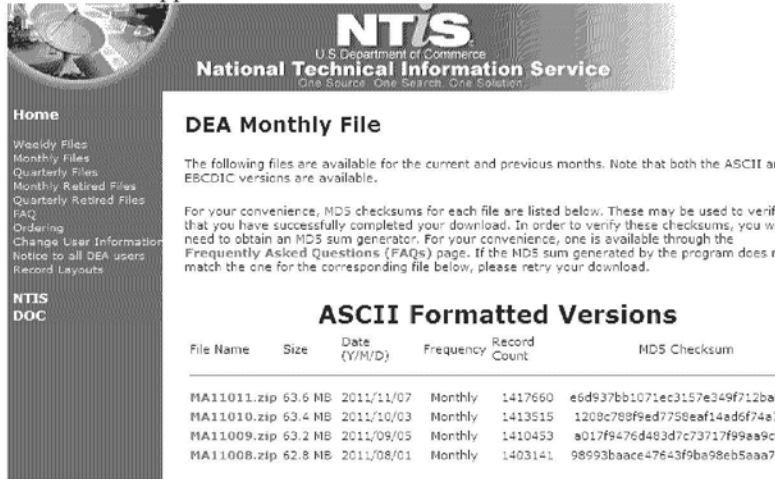 NTIS
U.S. Department of Commerce
National Technical Information Service
One Source. One Search. One Solution.
Home
Weekly Files
Monthly Files
Quarterly Files
Monthly Retired Files
Quarterly Retired Files
FAQ
Ordering
Change User Information
Notice to all DEA users
Record Layouts
NTIS
DOC
DEA Monthly File
The following files are available for the current and previous months. Note that both the ASCII
EBCDIC versions are available.
For your convenience, MD5 checksums for each file are listed below. These may be used to
that you have successfully completed your download. In order to verify these checksums, you
need to obtain an MD5 sum generator. For your convenience, one is available through the
Frequently Asked Questions (FAQs) page. If the MD5 sum generated by the program does
match the one for the corresponding file below, please retry your download.
ASCII Formatted Versions
File Name Size Date (Y/M/D) Frequency Record Count MD5 Checksum
MA11011.zip 63.6 MB 2011/11/07 Monthly 1417660 e6d937bb1071ec3157e349f712ba
MA11010.zip 63.4 MB 2011/10/03 Monthly 1413515 1208c788f9ed7758eaf14ad6f74a7
MA11009.zip 63.2 MB 2011/09/05 Monthly 1410453 a017f9476d483d7c73717f99aa9c
MA11008.zip 62.8 MB 2011/08/01 Monthly 1403141 98993baace47643f9ba98eb5aaa7